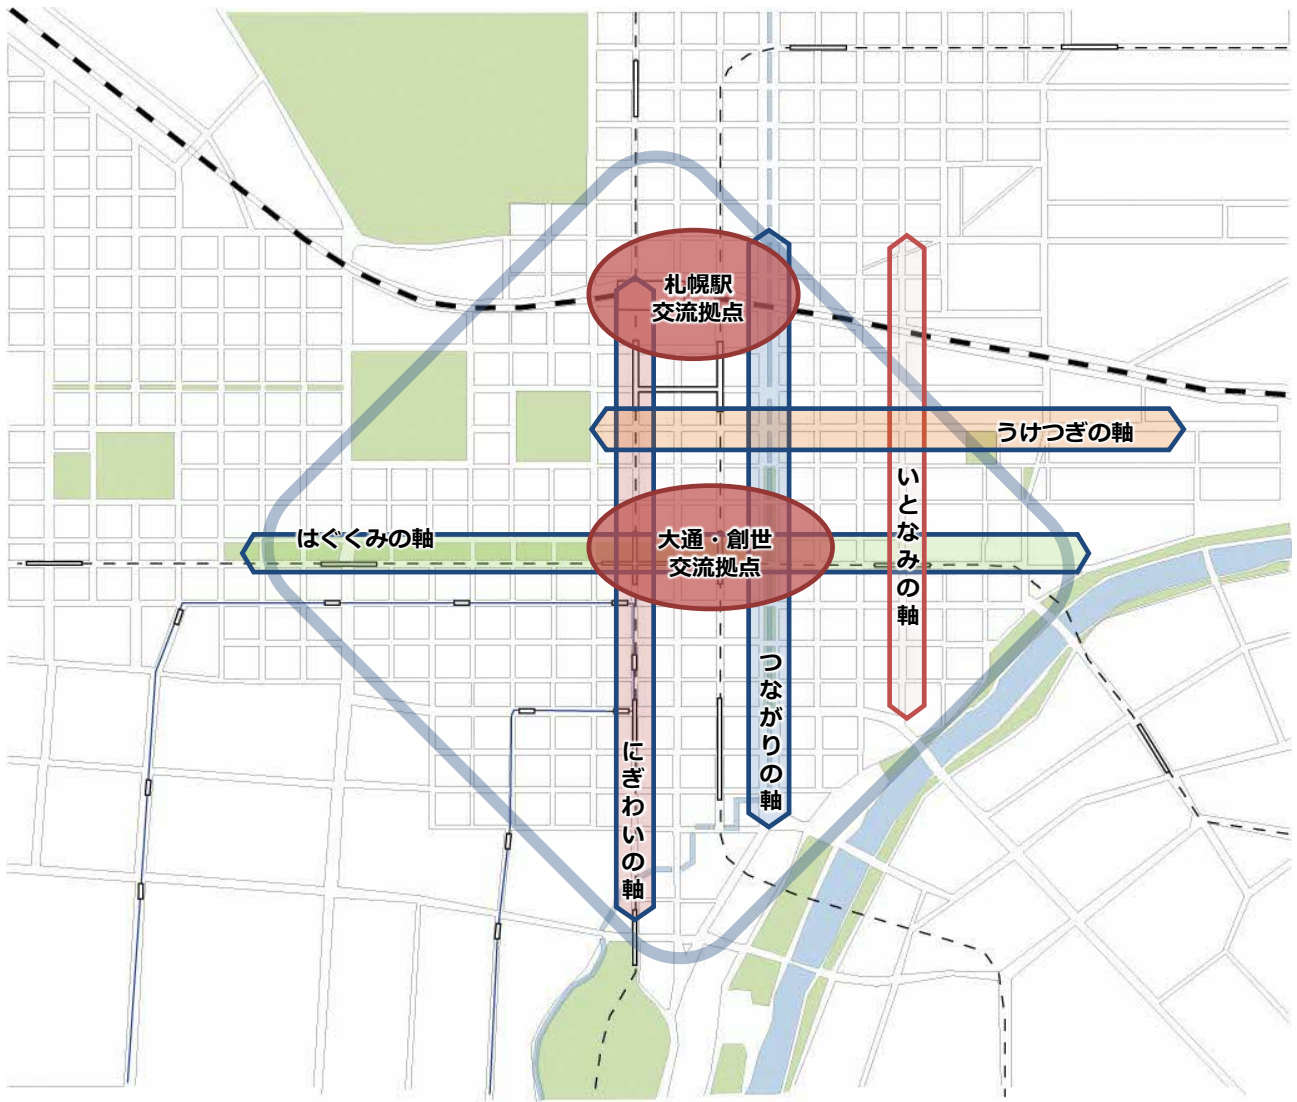 札幌駅
交流拠点
うけつぎの軸
いとなみの軸
はぐくみの軸
大通・創世
交流拠点
つながりの軸
にぎわいの軸